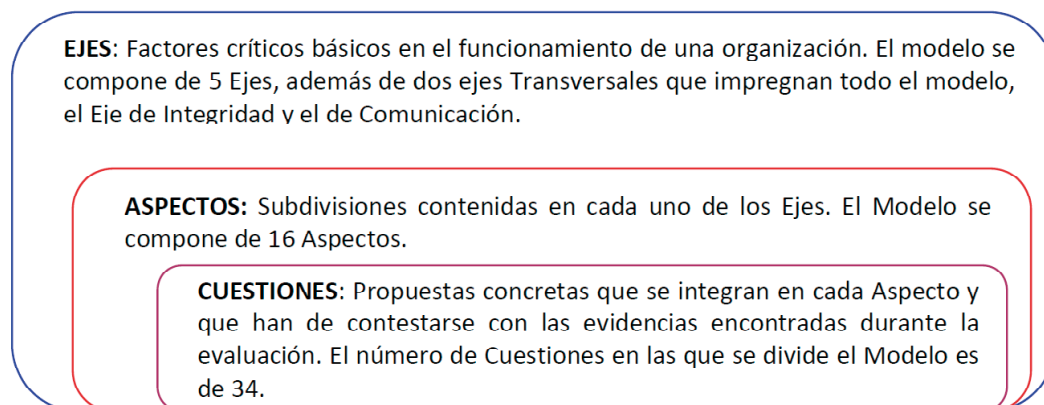 EJES: Factores críticos básicos en el funcionamiento de una organización. El modelo se
compone de 5 Ejes, además de dos ejes Transversales que impregnan todo el modelo,
el Eje de Integridad y el de Comunicación.
ASPECTOS: Subdivisiones contenidas en cada uno de los Ejes. El Modelo se
compone de 16 Aspectos.
CUESTIONES: Propuestas concretas que se integran en cada Aspecto y
que han de contestarse con las evidencias encontradas durante la
evaluación. El número de Cuestiones en las que se divide el Modelo es
de 34.